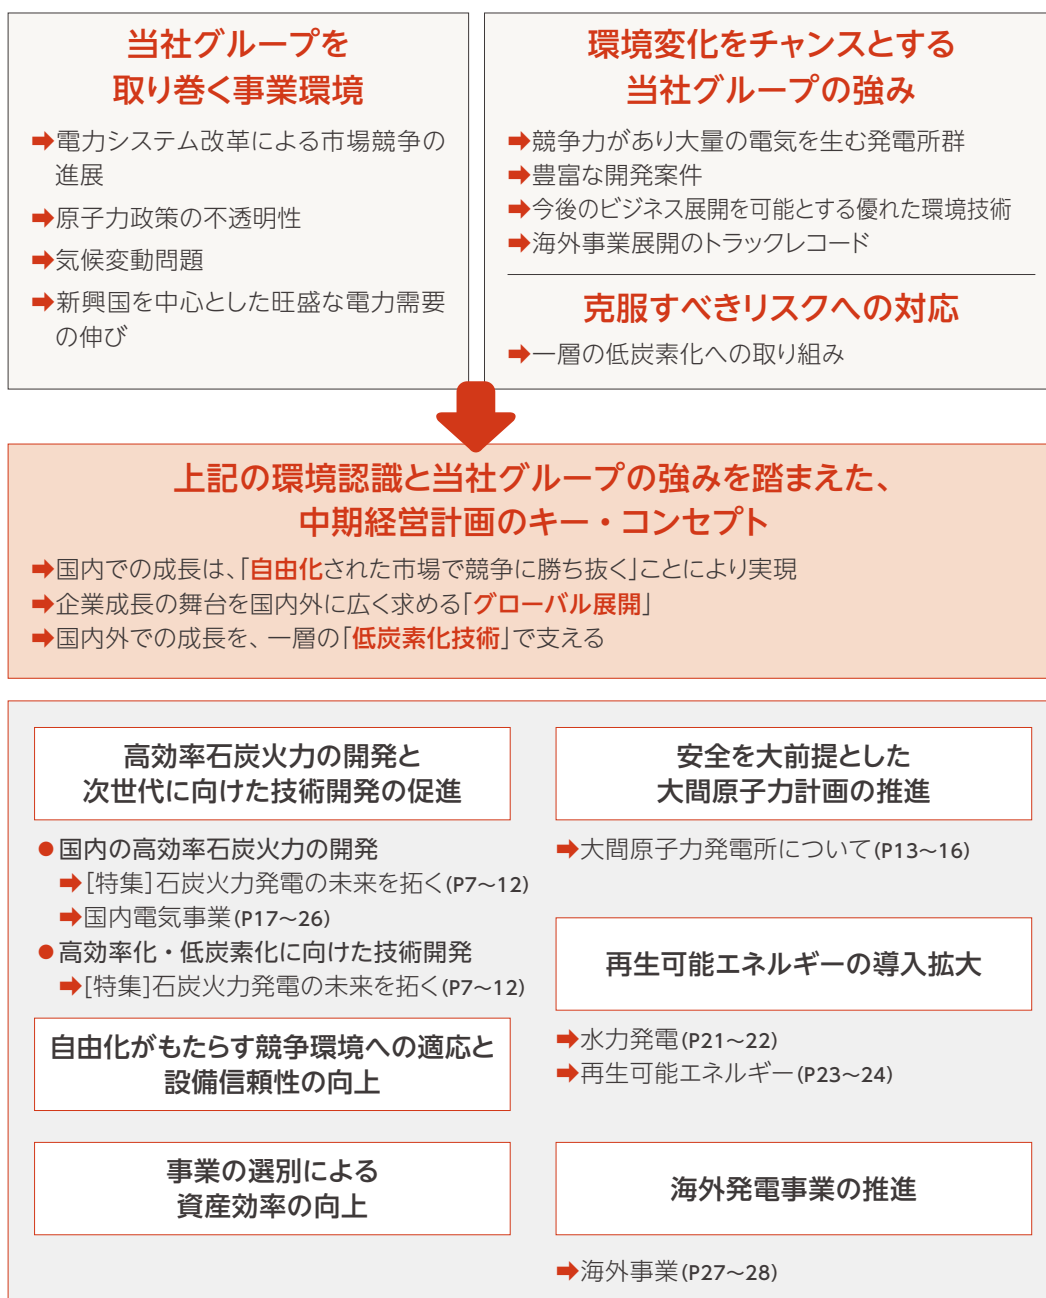 当社グループを
取り巻く事業環境
➡電力システム改革による市場競争の
進展
➡原子力政策の不透明性
➡気候変動問題
➡新興国を中心とした旺盛な電力需要
の伸び
環境変化をチャンスとする
当社グループの強み
➡競争力があり大量の電気を生む発電所群
➡豊富な開発案件
➡今後のビジネス展開を可能とする優れた環境技術
➡海外事業展開のトラックレコード
克服すべきリスクへの対応
➡一層の低炭素化への取り組み
上記の環境認識と当社グループの強みを踏まえた、
中期経営計画のキー・コンセプト
➡国内での成長は、「自由化された市場で競争に勝ち抜く」ことにより実現
➡企業成長の舞台を国内外に広く求める「グローバル展開」
➡国内外での成長を、一層の「低炭素化技術」で支える
高効率石炭火力の開発と
次世代に向けた技術開発の促進
●国内の高効率石炭火力の開発
➡[特集]石炭火力発電の未来を拓く(P7〜12)
➡国内電気事業(P17〜26)
●高効率化・低炭素化に向けた技術開発
➡[特集]石炭火力発電の未来を拓く(P7〜12)
自由化がもたらす競争環境への適応と
設備信頼性の向上
事業の選別による
資産効率の向上
安全を大前提とした
大間原子力計画の推進
➡大間原子力発電所について(P13〜16)
再生可能エネルギーの導入拡大
➡水力発電(P21〜22)
➡再生可能エネルギー(P23〜24)
海外発電事業の推進
➡海外事業(P27〜28)